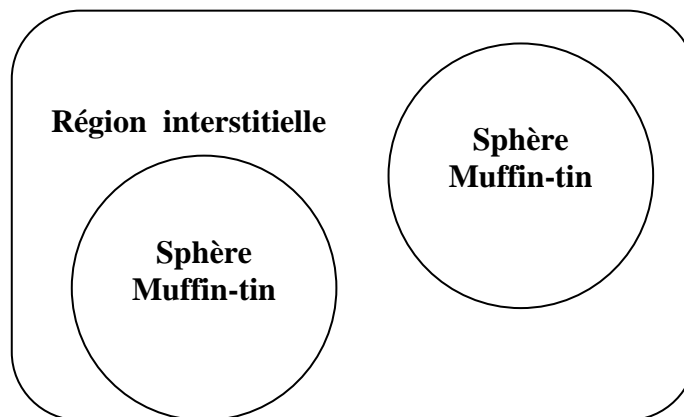 Région interstitielle
Sphère
Muffin-tin
Sphère
Muffin-tin